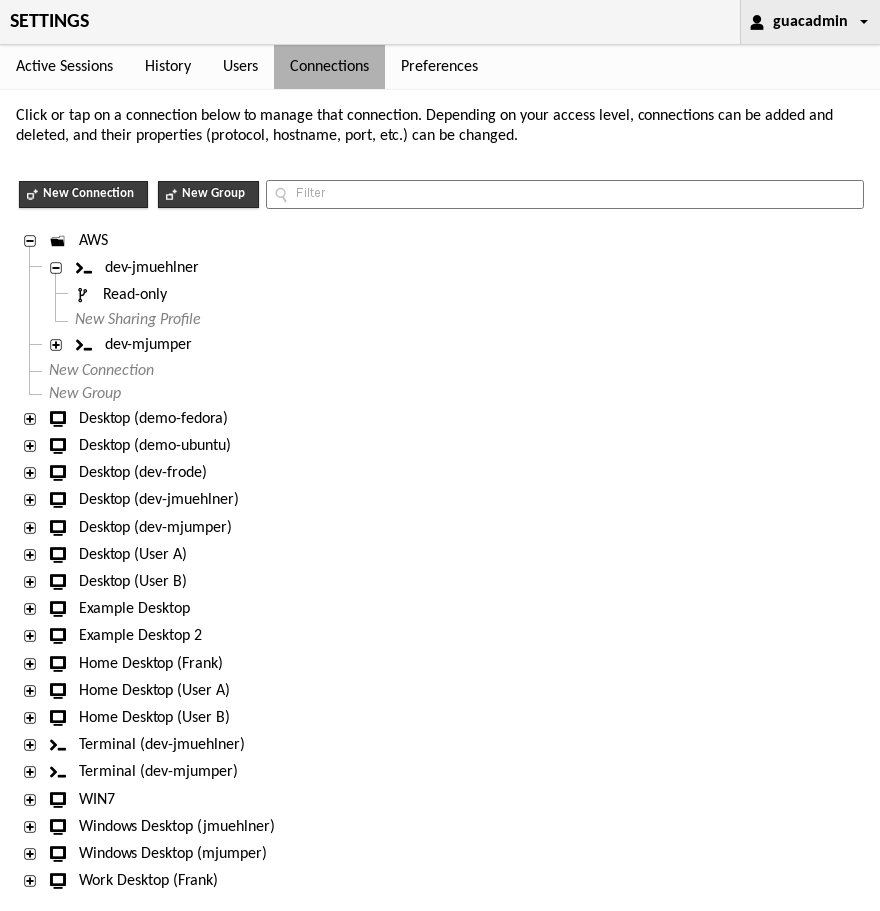 SETTINGS
guacadmin
Active Sessions History Users Connections Preferences
Click or tap on a connection below to manage that connection. Depending on your access level, connections can be added and
deleted, and their properties (protocol, hostname, port, etc.) can be changed.
New Connection New Group Filter
AWS
dev-jmuehlner
Read-only
New Sharing Profile
dev-mjumper
New Connection
New Group
Desktop (demo-fedora)
Desktop (demo-ubuntu)
Desktop (dev-frode)
Desktop (dev-jmuehlner)
Desktop (dev-mjumper)
Desktop (User A)
Desktop (User B)
Example Desktop
Example Desktop 2
Home Desktop (Frank)
Home Desktop (User A)
Home Desktop (User B)
Terminal (dev-jmuehlner)
Terminal (dev-mjumper)
WIN7
Windows Desktop (jmuehlner)
Windows Desktop (mjumper)
Work Desktop (Frank)